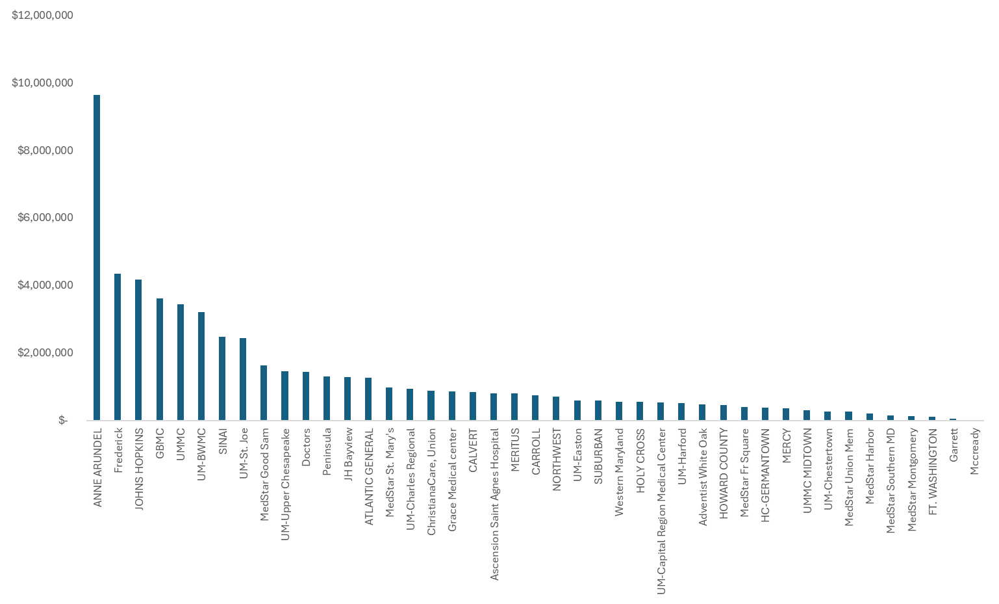 $12,000,000
$10,000,000
$8,000,000
$6,000,000
$4,000,000
$2,000,000
$-
ANNE ARUNDEL
Frederick
JOHNS HOPKINS
GBMC
UMMC
UM-BWMC
SINAI
UM-St. Joe
MedStar Good Sam
UM-Upper Chesapeake
Doctors
Peninsula
JH Bayview
ATLANTIC GENERAL
MedStar St. Mary's
UM-Charles Regional
ChristianaCare, Union
Grace Medical center
CALVERT
Ascension Saint Agnes Hospital
MERITUS
CARROLL
NORTHWEST
UM-Easton
SUBURBAN
Western Maryland
HOLY CROSS
UM-Capital Region Medical Center
UM-Harford
Adventist White Oak
HOWARD COUNTY
MedStar Fr Square
HC-GERMANTOWN
MERCY
UMMC MIDTOWN
UM-Chestertown
MedStar Union Mem
MedStar Harbor
MedStar Southern MD
MedStar Montgomery
FT. WASHINGTON
Garrett
Mccready